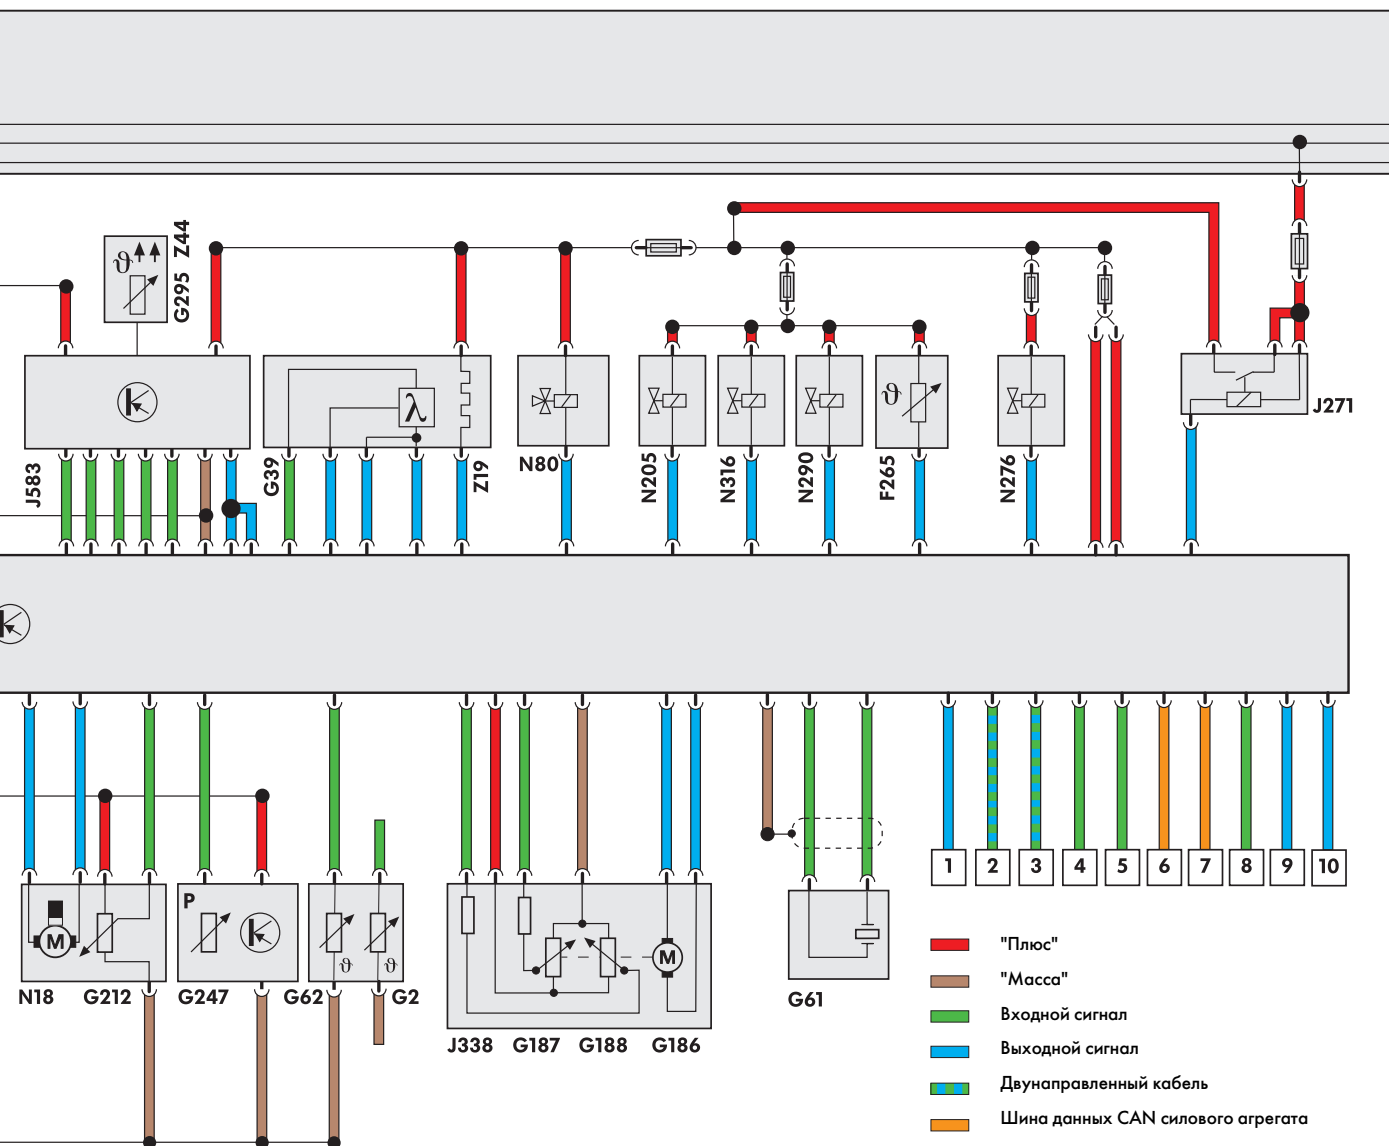 Z44
G295
ϑ
J583
G39
λ
Z19
N80
N205
N316
N290
ϑ
F265
N276
J271
M
N18
G212
P
G247
ϑ
ϑ
G62
G2
M
J338
G187
G188
G186
G61
1
2
3
4
5
6
7
8
9
10
"Плюс"
"Масса"
Входной сигнал
Выходной сигнал
Двунаправленный кабель
Шина данных CAN силового агрегата